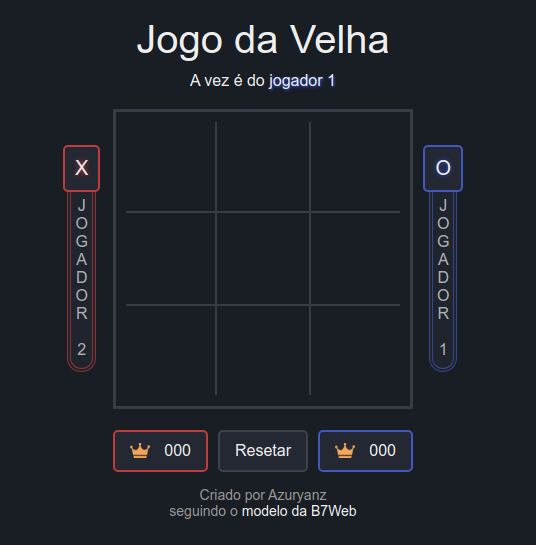 Jogo da Velha
A vez é do jogador 1
X
JOGADOR 2
O
JOGADOR 1
000
Resetar
000
Criado por Azuryanz
seguindo o modelo da B7Web